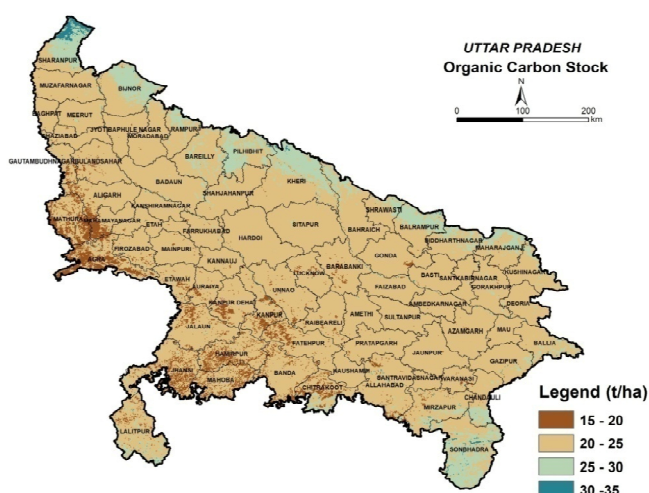 UTTAR PRADESH
Organic Carbon Stock
N
0 100 200
km
SHARANPUR
MUZAFARNAGAR
BIJNOR
BAGHPAT MEERUT
JYOTIBAPHULE NAGAR RAMPUR
MORADABAD
GHAZIABAD
BAREILLY PILHIBHIT
GAUTAMBUDHNAGAR BULANDSAHAR
BADAUN KHERI
ALIGARH SHAHJAHANPUR
KANSHIRAMNAGAR SHRAWASTI
MATHURA MAHAMAYANAGAR ETAH SITAPUR BAHRAICH BALRAMPUR
FARRUKHABAD HARDOI SIDDHARTHNAGAR
FIROZABAD MAINPURI MAHARAJGANJ
AGRA GONDA
KANNAUJ BARABANKI BASTI SANTKABIRNAGAR KUSHINAGAR
ETAWAH LUCKNOW GORAKHPUR
AURAIYA UNNAO FAIZABAD DEORIA
KANPUR DEHAT AMBEDKARNAGAR
KANPUR AMETHI SULTANPUR
JALAUN RAIBEARELI AZAMGARH MAU BALLIA
FATEHPUR PRATAPGARH
HAMIRPUR JAUNPUR GAZIPUR
JHANSI MAHOBA BANDA KAUSHAMBI SANTRAVIDASNAGAR VARANASI
CHITRAKOOT ALLAHABAD CHANDAULI
MIRZAPUR
LALITPUR
SONBHADRA
Legend (t/ha)
15 - 20
20 - 25
25 - 30
30 -35